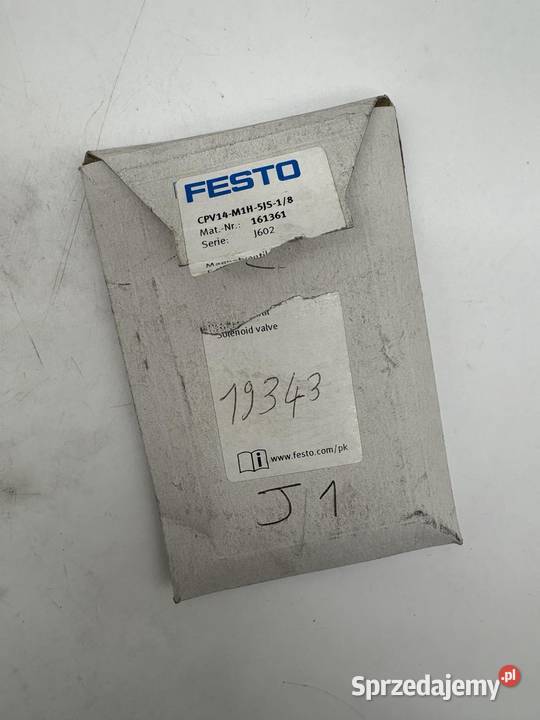 FESTO
CPV14-M1H-5JS-1/8
Mat.-Nr.: 161361
Serie: J602
Solenoid valve
19343
www.festo.com/pk
J1
Sprzedajemy.pl